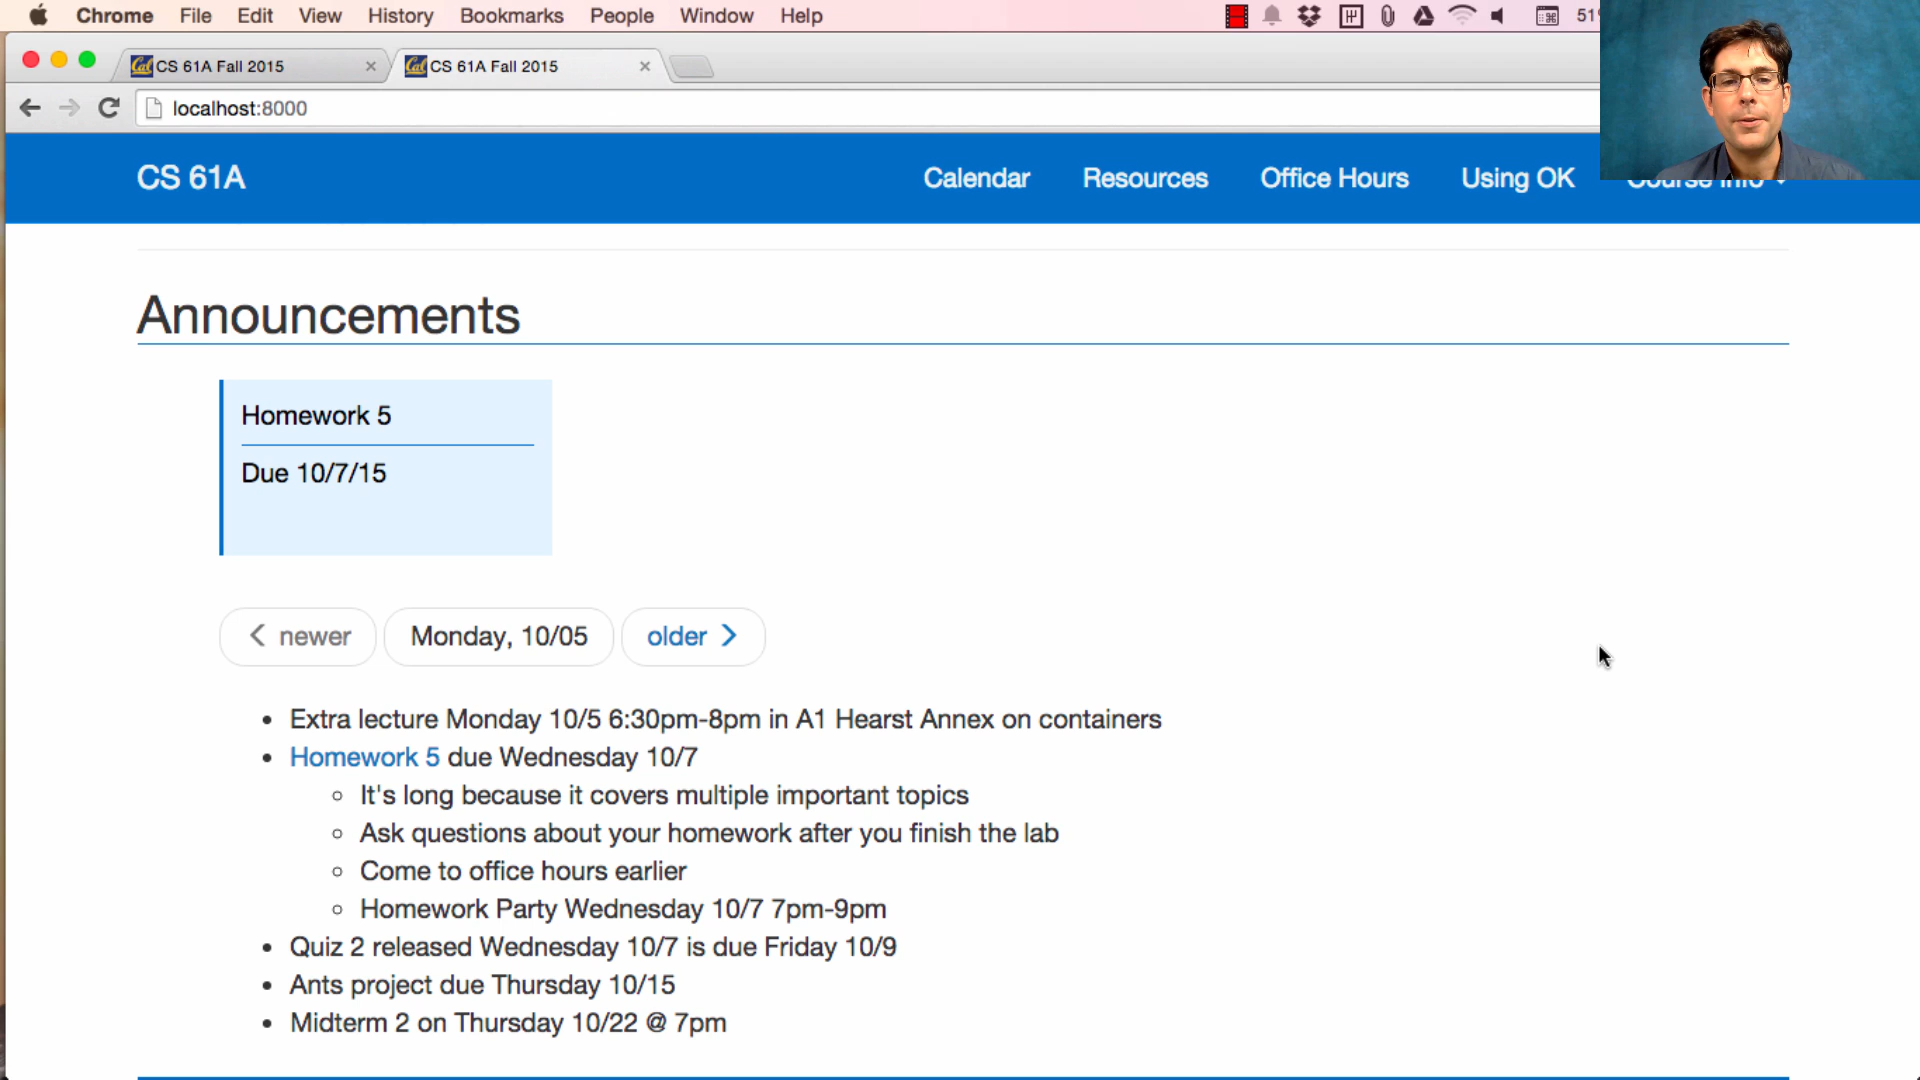 Chrome File Edit View History Bookmarks People Window Help
51
CS 61A Fall 2015
CS 61A Fall 2015
localhost:8000
CS 61A
Calendar Resources Office Hours Using OK Course Info
Announcements
Homework 5
Due 10/7/15
newer
Monday, 10/05
older
Extra lecture Monday 10/5 6:30pm-8pm in A1 Hearst Annex on containers
Homework 5 due Wednesday 10/7
It's long because it covers multiple important topics
Ask questions about your homework after you finish the lab
Come to office hours earlier
Homework Party Wednesday 10/7 7pm-9pm
Quiz 2 released Wednesday 10/7 is due Friday 10/9
Ants project due Thursday 10/15
Midterm 2 on Thursday 10/22 @ 7pm